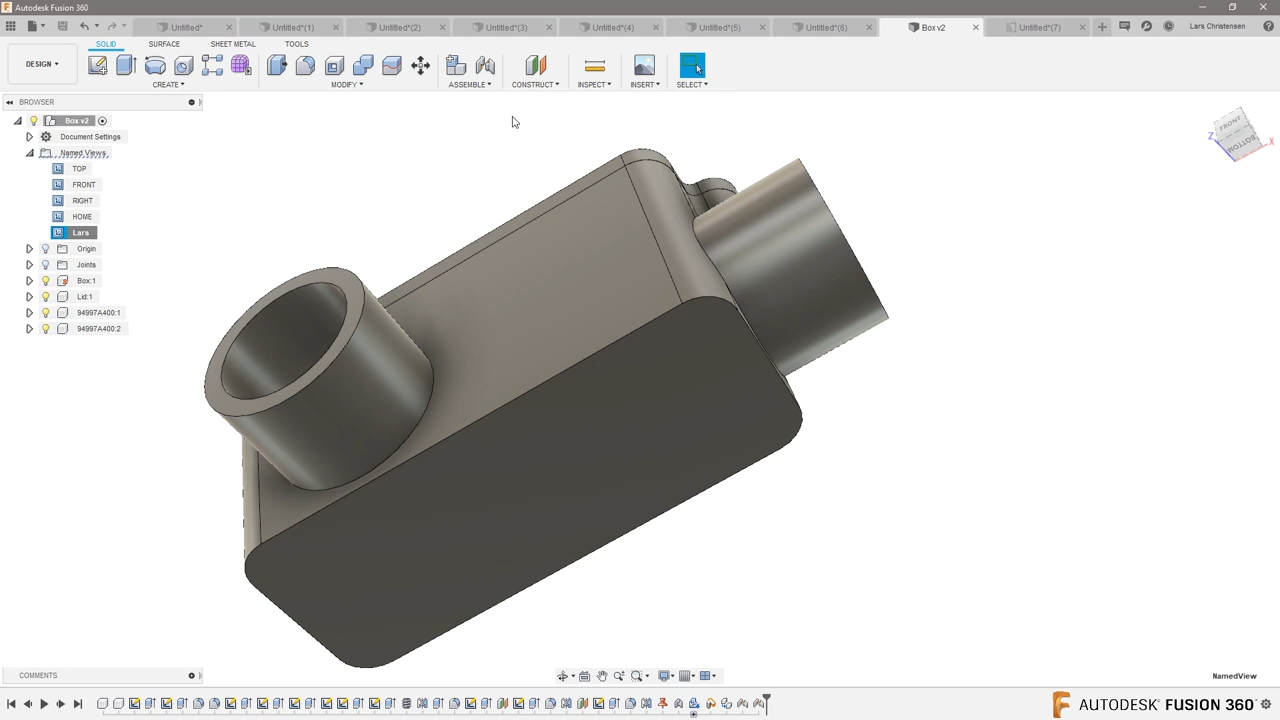 Autodesk Fusion 360
Untitled* Untitled*(1) Untitled*(2) Untitled*(3) Untitled*(4) Untitled*(5) Untitled*(6) Box v2 Untitled*(7) Lars Christensen
SOLID SURFACE SHEET METAL TOOLS
DESIGN
CREATE MODIFY ASSEMBLE CONSTRUCT INSPECT INSERT SELECT
BROWSER
Box v2
Document Settings
Named Views
TOP
FRONT
RIGHT
HOME
Lars
Origin
Joints
Box:1
Lid:1
94997A400:1
94997A400:2
FRONT
BOTTOM
Z
X
COMMENTS
NamedView
AUTODESK FUSION 360